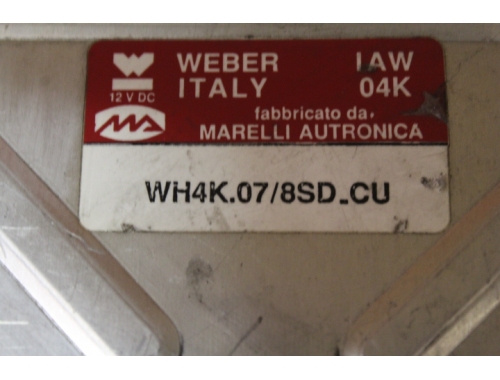 WEBER IAW
ITALY 04K
12 V DC
fabbricato da
MARELLI AUTRONICA
WH4K.07/8SD_CU